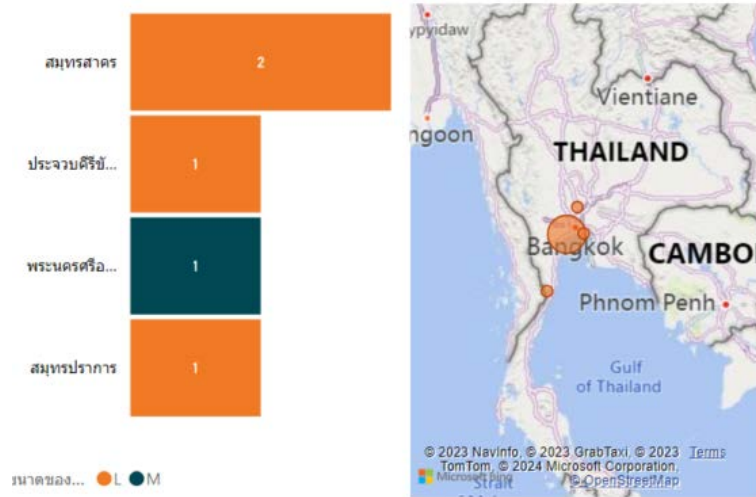 สมุทรสาคร
2
ประจวบคีรีขั...
1
พระนครศรีอ...
1
สมุทรปราการ
1
ขนาดของ...
L
M
ypyidaw
Vientiane
ngoon
THAILAND
Bangkok
CAMBO
Phnom Penh
Gulf
of Thailand
© 2023 NavInfo, © 2023 GrabTaxi, © 2023 Terms
TomTom, © 2024 Microsoft Corporation,
Microsoft Bing
© OpenStreetMap
Strait